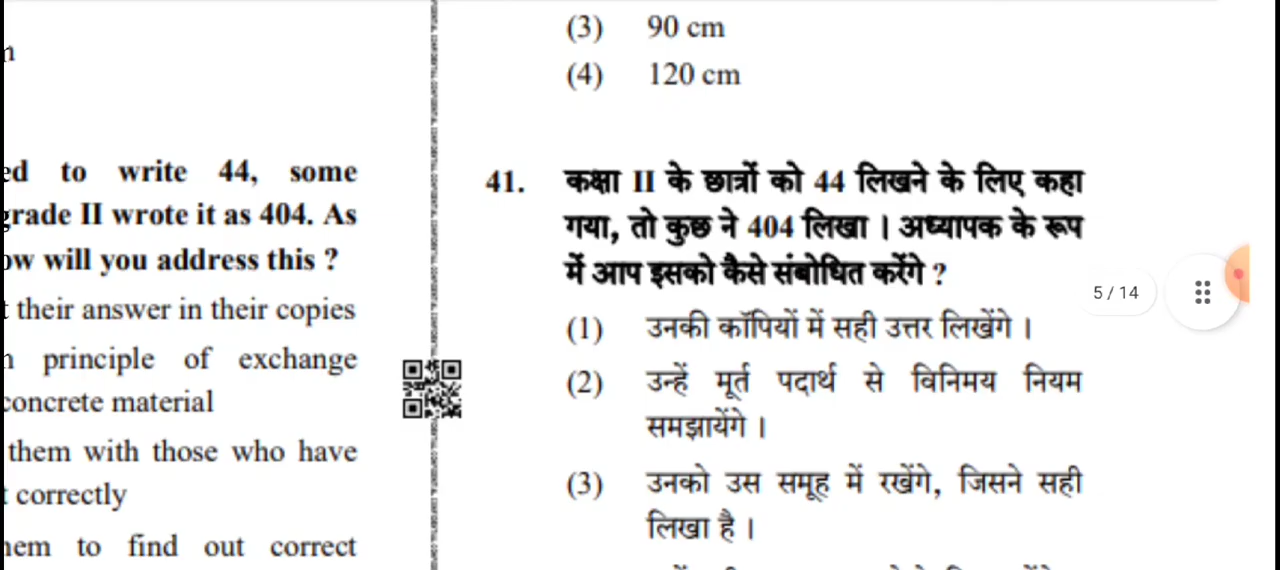 to write 44, some
grade II wrote it as 404. As
will you address this ?
their answer in their copies
principle of exchange
concrete material
them with those who have
correctly
to find out correct
(3) 90 cm
(4) 120 cm
41. कक्षा II के छात्रों को 44 लिखने के लिए कहा
गया, तो कुछ ने 404 लिखा । अध्यापक के रूप
में आप इसको कैसे संबोधित करेंगे ?
(1) उनकी कॉपियों में सही उत्तर लिखेंगे ।
(2) उन्हें मूर्त पदार्थ से विनिमय नियम
समझायेंगे ।
(3) उनको उस समूह में रखेंगे, जिसने सही
लिखा है ।
5 / 14